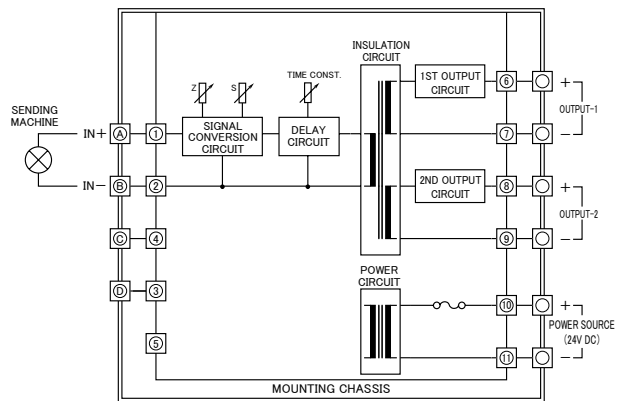 INSULATION
CIRCUIT
Z
S
TIME CONST.
1ST OUTPUT
CIRCUIT
⑥
+
OUTPUT-1
⑦
−
SENDING
MACHINE
IN+
Ⓐ
①
SIGNAL
CONVERSION
CIRCUIT
DELAY
CIRCUIT
IN−
Ⓑ
②
2ND OUTPUT
CIRCUIT
⑧
+
OUTPUT-2
⑨
−
Ⓒ
④
Ⓓ
③
⑤
POWER
CIRCUIT
⑩
+
POWER SOURCE
(24V DC)
⑪
−
MOUNTING CHASSIS